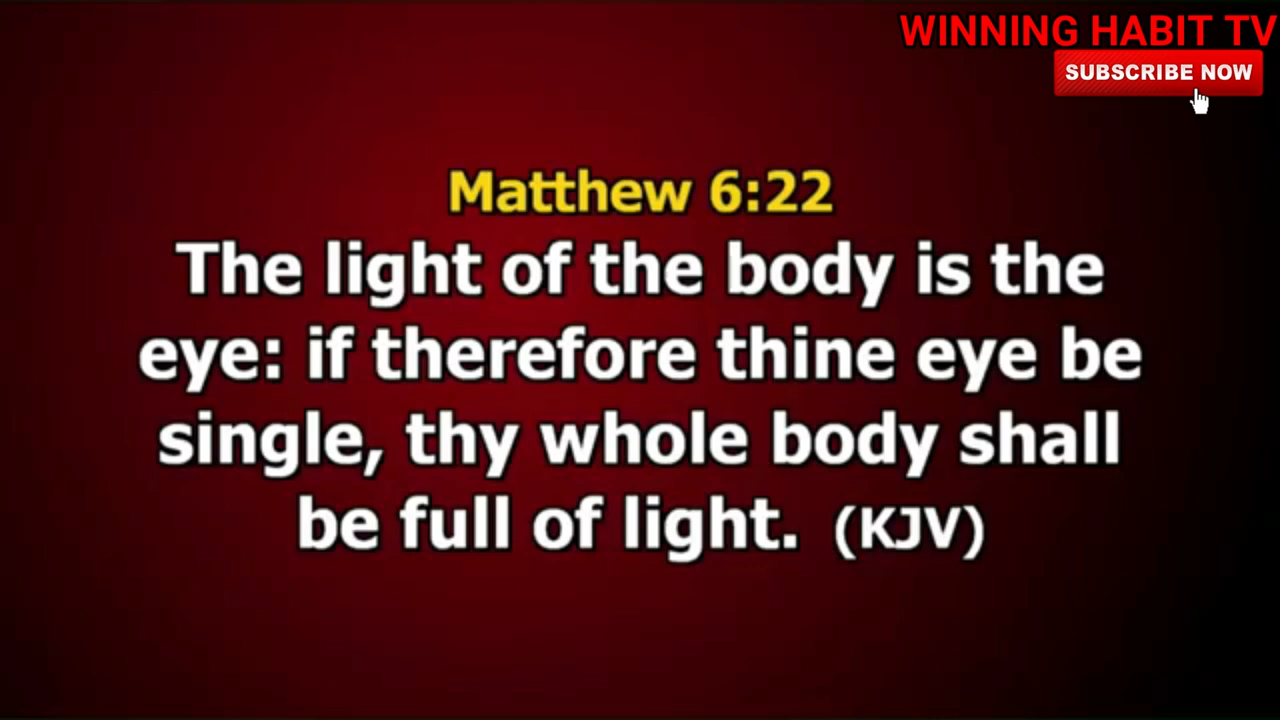 WINNING HABIT TV
SUBSCRIBE NOW
Matthew 6:22
The light of the body is the
eye: if therefore thine eye be
single, thy whole body shall
be full of light. (KJV)